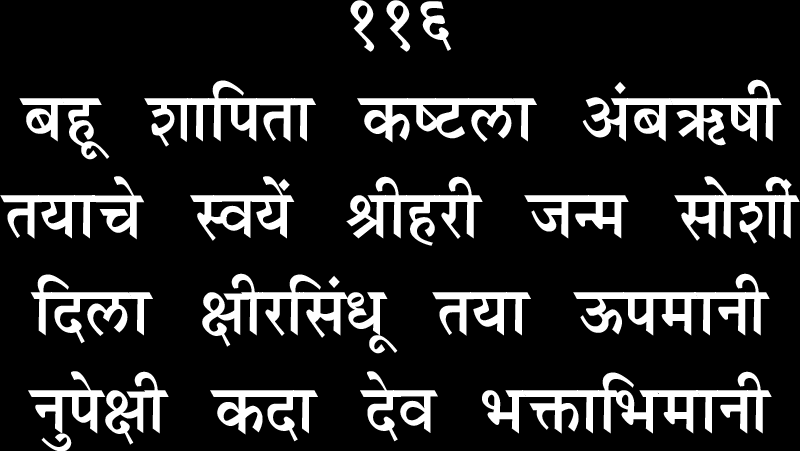 ११६
बहू शापिता कष्टला अंबऋषी
तयाचे स्वयें श्रीहरी जन्म सोशीं
दिला क्षीरसिंधू तया ऊपमानी
नुपेक्षी कदा देव भक्ताभिमानी